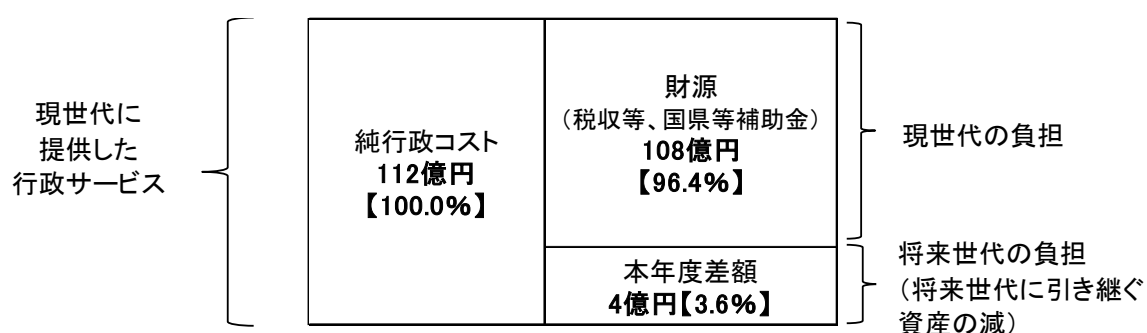 現世代に
提供した
行政サービス
純行政コスト
112億円
【100.0%】
財源
（税収等、国県等補助金）
108億円
【96.4%】
本年度差額
4億円【3.6%】
現世代の負担
将来世代の負担
（将来世代に引き継ぐ
資産の減）